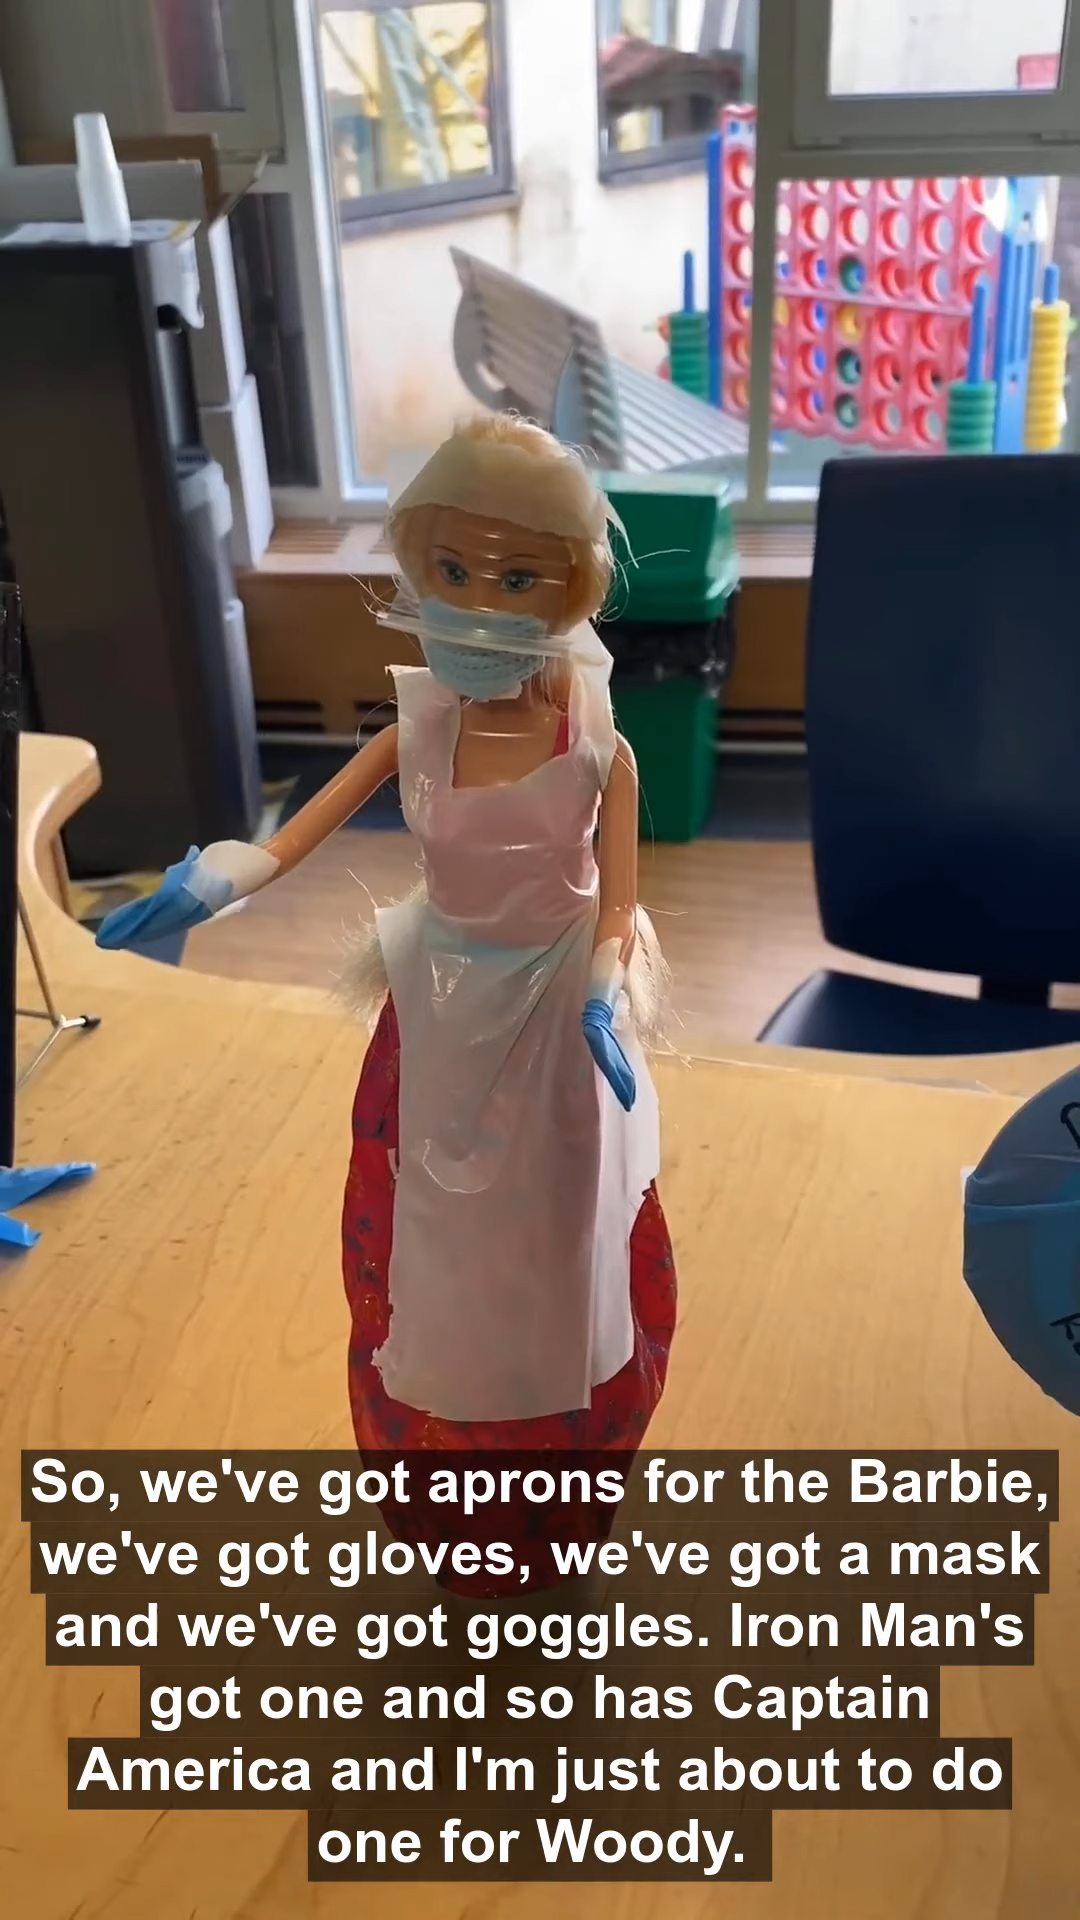 So, we've got aprons for the Barbie,
we've got gloves, we've got a mask
and we've got goggles. Iron Man's
got one and so has Captain
America and I'm just about to do
one for Woody.